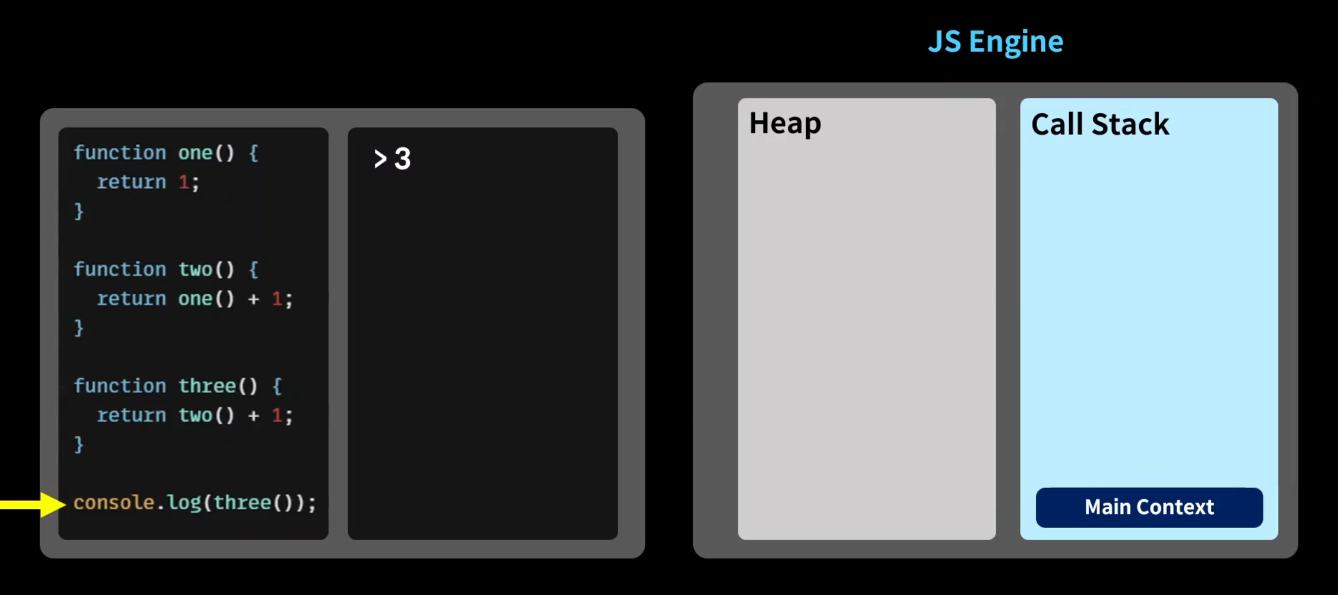 JS Engine
function one() {
  return 1;
}
function two() {
  return one() + 1;
}
function three() {
  return two() + 1;
}
console.log(three());
> 3
Heap
Call Stack
Main Context